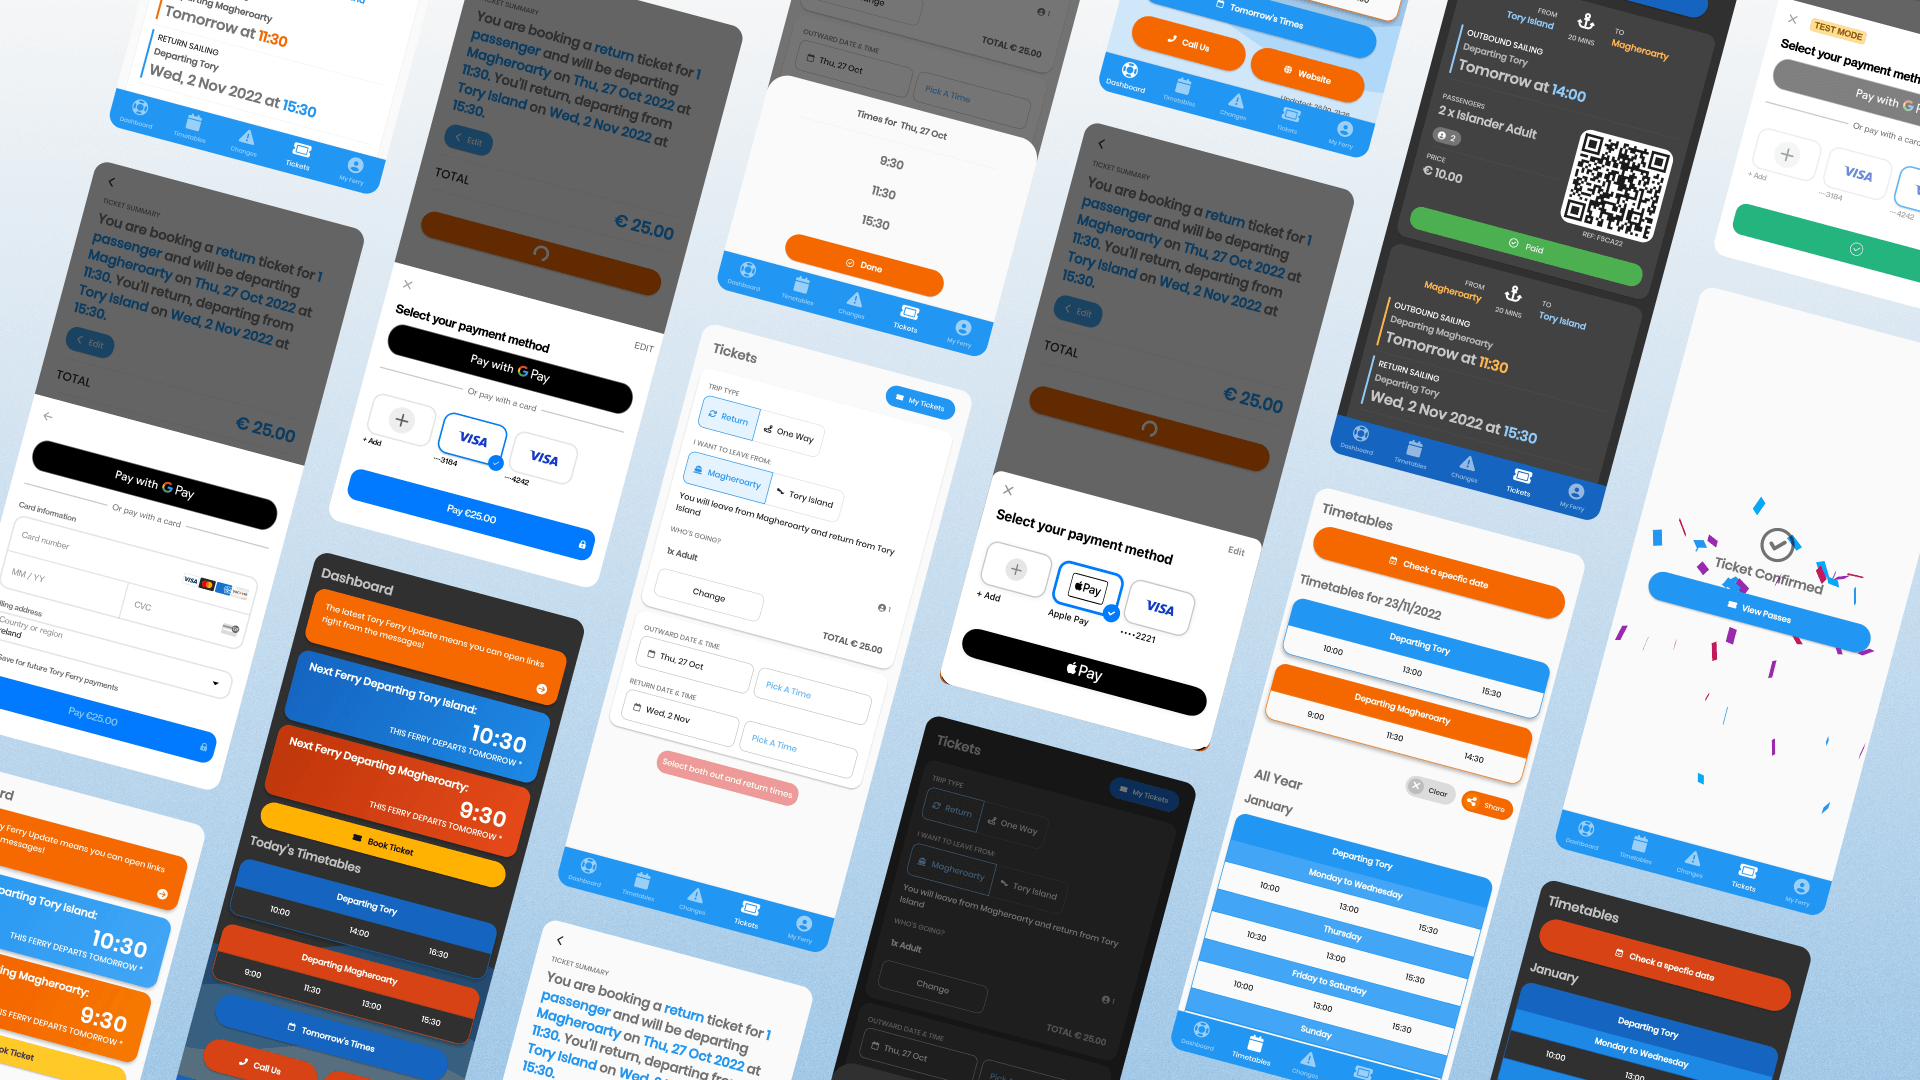 Tomorrow at 11:30
RETURN SAILING
Departing Tory
Wed, 2 Nov 2022 at 15:30
Dashboard
Timetables
Changes
Tickets
My Ferry
TICKET SUMMARY
You are booking a return ticket for 1
passenger and will be departing
Magheroarty on Thu, 27 Oct 2022 at
11:30. You'll return, departing from
Tory Island on Wed, 2 Nov 2022 at
15:30.
Edit
TOTAL
€ 25.00
Pay with G Pay
Or pay with a card
Card information
Card number
VISA
MM / YY
CVC
lling address
Country or region
reland
Save for future Tory Ferry payments
Pay €25.00
rd
y Ferry Update means you can open links
messages!
eparting Tory island:
10:30
THIS FERRY DEPARTS TOMORROW *
ing Magheroarty:
9:30
FERRY DEPARTS TOMORROW *
ok Ticket
TICKET SUMMARY
You are booking a return ticket for 1
passenger and will be departing
Magheroarty on Thu, 27 Oct 2022 at
11:30. You'll return, departing from
Tory Island on Wed, 2 Nov 2022 at
15:30.
Edit
TOTAL
€ 25.00
Select your payment method
EDIT
Pay with G Pay
Or pay with a card
+ Add
VISA
····3184
VISA
····4242
Pay €25.00
Dashboard
The latest Tory Ferry Update means you can open links
right from the messages!
Next Ferry Departing Tory Island:
10:30
THIS FERRY DEPARTS TOMORROW *
Next Ferry Departing Magheroarty:
9:30
THIS FERRY DEPARTS TOMORROW *
Book Ticket
Today's Timetables
Departing Tory
10:00
14:00
16:30
Departing Magheroarty
9:00
11:30
13:00
15:30
Tomorrow's Times
Call Us
Change
1
TOTAL € 25.00
OUTWARD DATE & TIME
Thu, 27 Oct
Pick A Time
Times for Thu, 27 Oct
9:30
11:30
15:30
Done
Dashboard
Timetables
Changes
Tickets
My Ferry
Tickets
My Tickets
TRIP TYPE
Return
One Way
I WANT TO LEAVE FROM:
Magheroarty
Tory Island
You will leave from Magheroarty and return from Tory
Island
WHO'S GOING?
1x Adult
Change
1
TOTAL € 25.00
OUTWARD DATE & TIME
Thu, 27 Oct
Pick A Time
RETURN DATE & TIME
Wed, 2 Nov
Pick A Time
Select both out and return times
Dashboard
Timetables
Changes
Tickets
My Ferry
TICKET SUMMARY
You are booking a return ticket for 1
passenger and will be departing
Magheroarty on Thu, 27 Oct 2022 at
11:30. You'll return, departing from
Tory Island on Wed, 2 Nov 2022 at
15:30.
Tomorrow's Times
Call Us
Website
Dashboard
Timetables
Changes
Tickets
My Ferry
TICKET SUMMARY
You are booking a return ticket for 1
passenger and will be departing
Magheroarty on Thu, 27 Oct 2022 at
11:30. You'll return, departing from
Tory Island on Wed, 2 Nov 2022 at
15:30.
Edit
TOTAL
€ 25.00
Select your payment method
Edit
+ Add
Pay
Apple Pay
VISA
····2221
Pay
Tickets
My Tickets
TRIP TYPE
Return
One Way
I WANT TO LEAVE FROM:
Magheroarty
Tory Island
You will leave from Magheroarty and return from Tory
Island
WHO'S GOING?
1x Adult
Change
1
TOTAL € 25.00
OUTWARD DATE & TIME
Thu, 27 Oct
FROM
Tory Island
20 MINS
TO
Magheroarty
OUTBOUND SAILING
Departing Tory
Tomorrow at 14:00
PASSENGERS
2 x Islander Adult
2
PRICE
€ 10.00
REF: F5CA22
Paid
FROM
Magheroarty
20 MINS
TO
Tory Island
OUTBOUND SAILING
Departing Magheroarty
Tomorrow at 11:30
RETURN SAILING
Departing Tory
Wed, 2 Nov 2022 at 15:30
Dashboard
Timetables
Changes
Tickets
My Ferry
Timetables
Check a specfic date
Timetables for 23/11/2022
Departing Tory
10:00
13:00
15:30
Departing Magheroarty
9:00
11:30
14:30
All Year
Clear
Share
January
Departing Tory
Monday to Wednesday
10:00
13:00
15:30
Thursday
10:30
13:00
15:30
Friday to Saturday
10:00
13:00
15:30
Sunday
Dashboard
Timetables
TEST MODE
Select your payment meth
Pay with G P
Or pay with a card
+ Add
VISA
····3184
····4242
Ticket Confirmed
View Passes
Dashboard
Timetables
Changes
Tickets
My Ferry
Timetables
Check a specfic date
January
Departing Tory
Monday to Wednesday
10:00
13:00
15:30